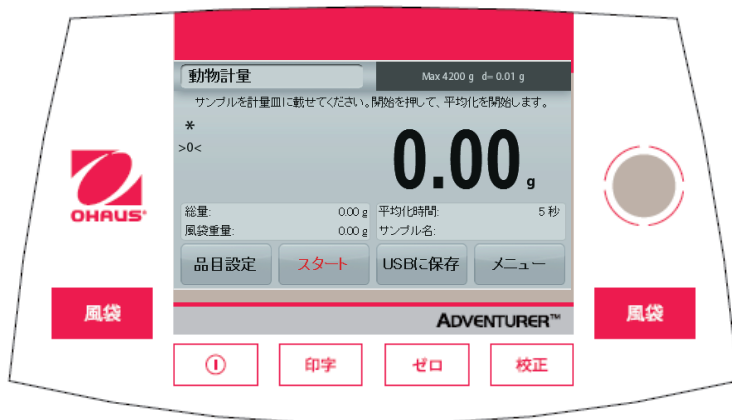 動物計量
Max 4200 g d= 0.01 g
サンプルを計量皿に載せてください。開始を押して、平均化を開始します。
*
>0<
0.00 g
総量: 0.00 g 平均化時間: 5 秒
風袋重量: 0.00 g サンプル名:
品目設定 スタート USBに保存 メニュー
OHAUS®
風袋
風袋
ADVENTURER™
印字 ゼロ 校正